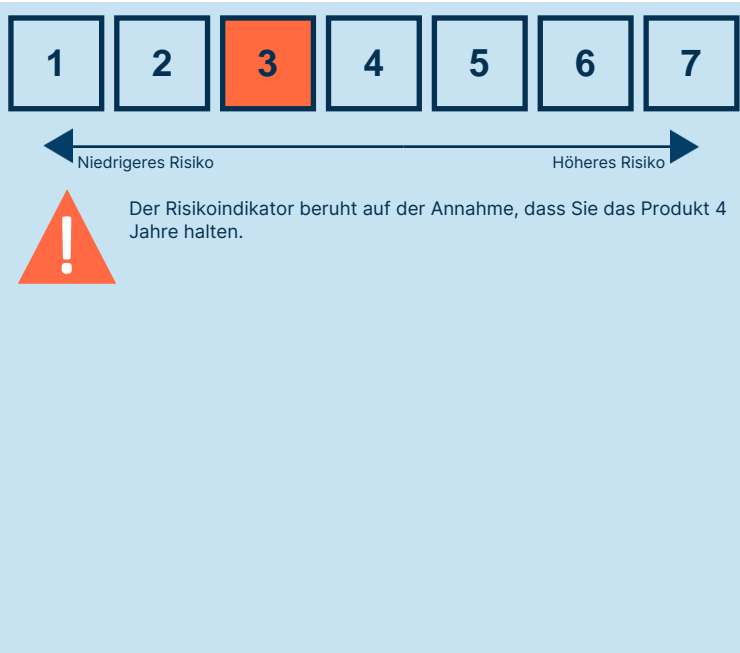 1 2 3 4 5 6 7
Niedrigeres Risiko Höheres Risiko
Der Risikoindikator beruht auf der Annahme, dass Sie das Produkt 4
Jahre halten.